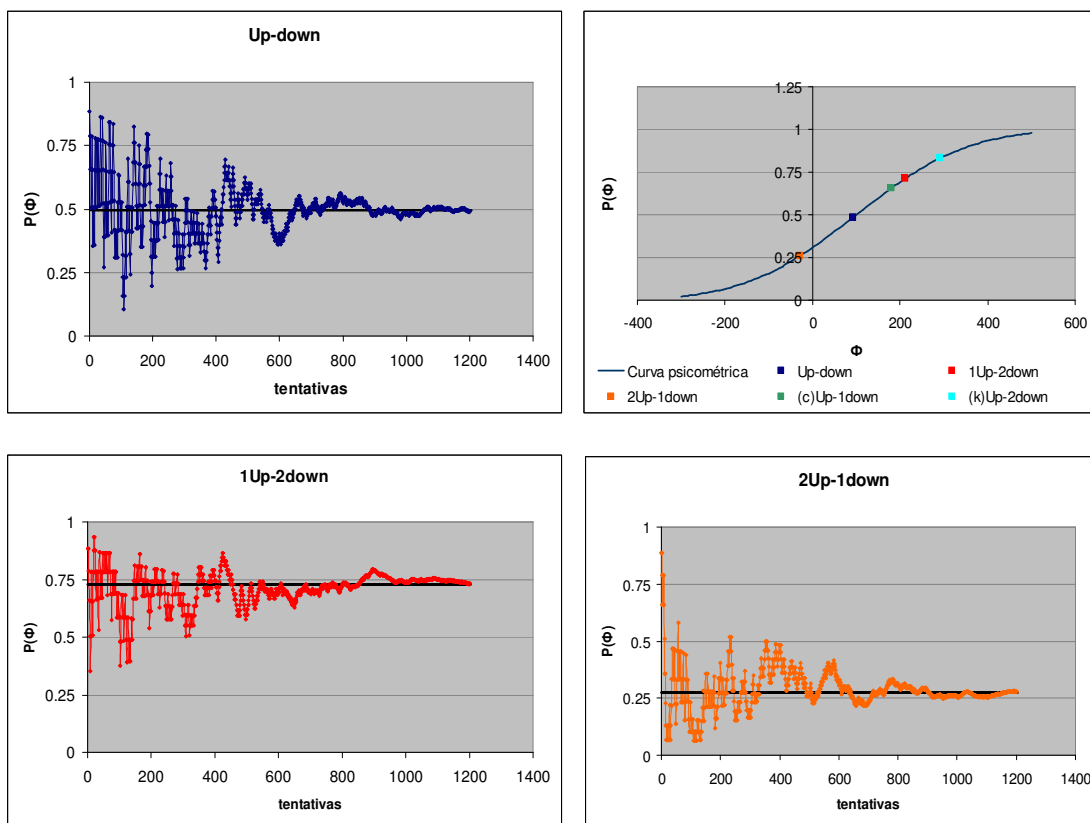 Up-down
P(Φ)
1
0.75
0.5
0.25
0
0 200 400 600 800 1000 1200 1400
tentativas
P(Φ)
1.25
1
0.75
0.5
0.25
0
-400 -200 0 200 400 600
Φ
Curva psicométrica Up-down 1Up-2down
2Up-1down (c)Up-1down (k)Up-2down
1Up-2down
P(Φ)
1
0.75
0.5
0.25
0
0 200 400 600 800 1000 1200 1400
tentativas
2Up-1down
P(Φ)
1
0.75
0.5
0.25
0
0 200 400 600 800 1000 1200 1400
tentativas